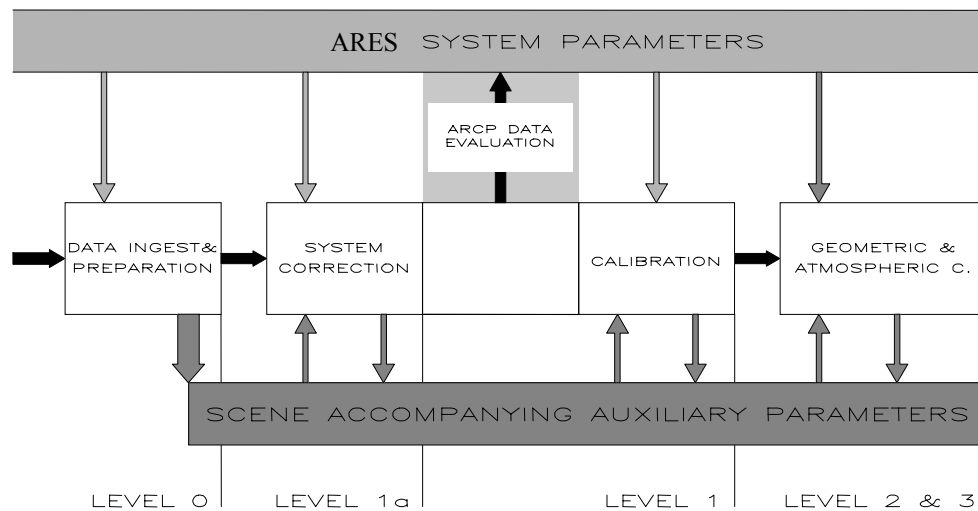 ARES SYSTEM PARAMETERS
ARCP DATA
EVALUATION
DATA INGEST&
PREPARATION
SYSTEM
CORRECTION
CALIBRATION
GEOMETRIC &
ATMOSPHERIC C.
SCENE ACCOMPANYING AUXILIARY PARAMETERS
LEVEL 0
LEVEL 1a
LEVEL 1
LEVEL 2 & 3